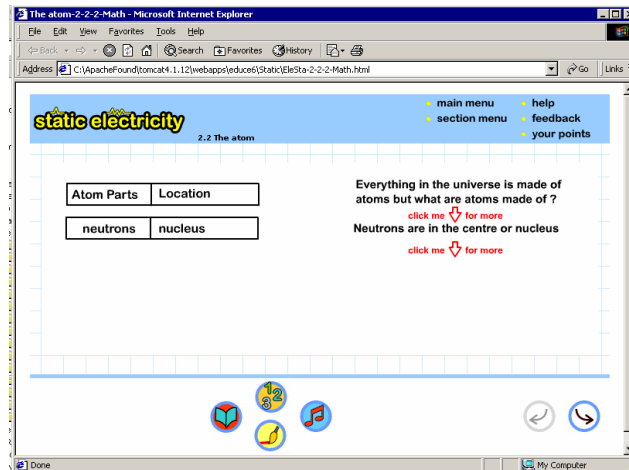 The atom-2-2-2-Math - Microsoft Internet Explorer
File Edit View Favorites Tools Help
Back Search Favorites History
Address C:\ApacheFound\tomcat4.1.12\webapps\educe6\Static\EleSta-2-2-2-Math.html Go Links
static electricity
2.2 The atom
main menu help
section menu feedback
your points
Atom Parts Location
neutrons nucleus
Everything in the universe is made of
atoms but what are atoms made of ?
click me for more
Neutrons are in the centre or nucleus
click me for more
1 2 3
Done My Computer